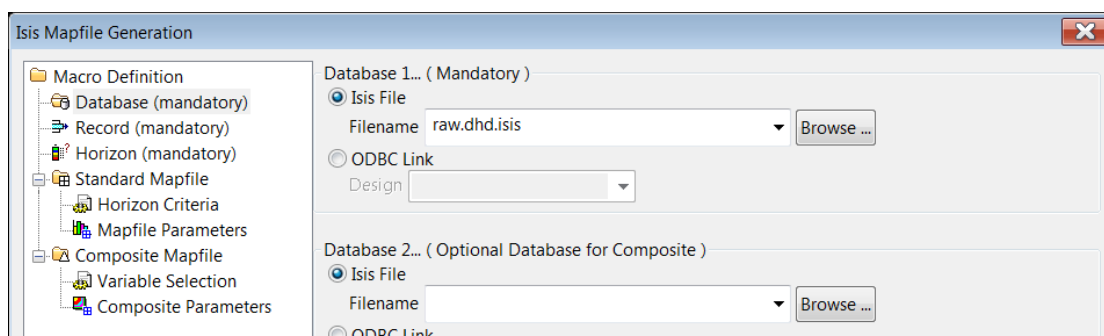 Isis Mapfile Generation
Macro Definition
Database (mandatory)
Record (mandatory)
Horizon (mandatory)
Standard Mapfile
Horizon Criteria
Mapfile Parameters
Composite Mapfile
Variable Selection
Composite Parameters
Database 1... ( Mandatory )
Isis File
Filename raw.dhd.isis Browse ...
ODBC Link
Design
Database 2... ( Optional Database for Composite )
Isis File
Filename Browse ...
ODBC Link